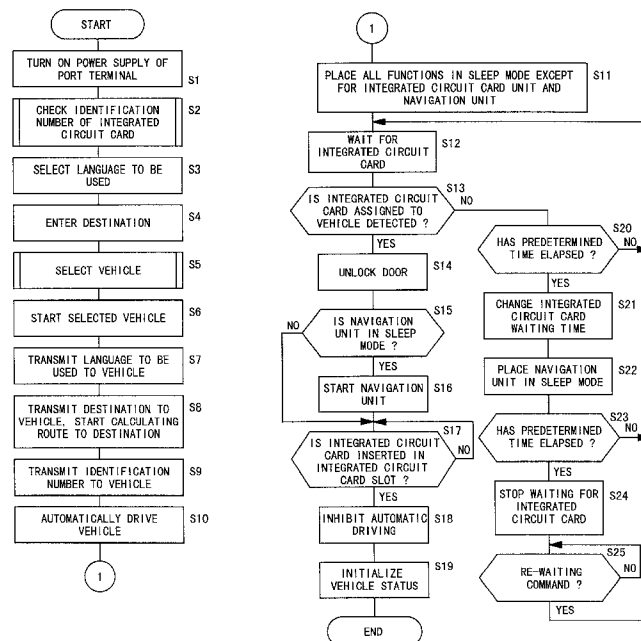 START
TURN ON POWER SUPPLY OF
PORT TERMINAL
S1
CHECK IDENTIFICATION
NUMBER OF INTEGRATED
CIRCUIT CARD
S2
SELECT LANGUAGE TO BE
USED
S3
ENTER DESTINATION
S4
SELECT VEHICLE
S5
START SELECTED VEHICLE
S6
TRANSMIT LANGUAGE TO BE
USED TO VEHICLE
S7
TRANSMIT DESTINATION TO
VEHICLE, START CALCULATING
ROUTE TO DESTINATION
S8
TRANSMIT IDENTIFICATION
NUMBER TO VEHICLE
S9
AUTOMATICALLY DRIVE
VEHICLE
S10
1
1
PLACE ALL FUNCTIONS IN SLEEP MODE EXCEPT
FOR INTEGRATED CIRCUIT CARD UNIT AND
NAVIGATION UNIT
S11
WAIT FOR
INTEGRATED CIRCUIT
CARD
S12
IS INTEGRATED CIRCUIT
CARD ASSIGNED TO
VEHICLE DETECTED ?
S13
NO
YES
UNLOCK DOOR
S14
IS NAVIGATION
UNIT IN SLEEP
MODE ?
S15
NO
YES
START NAVIGATION
UNIT
S16
IS INTEGRATED CIRCUIT
CARD INSERTED IN
INTEGRATED CIRCUIT
CARD SLOT ?
S17
NO
YES
INHIBIT AUTOMATIC
DRIVING
S18
INITIALIZE
VEHICLE STATUS
S19
END
HAS PREDETERMINED
TIME ELAPSED ?
S20
NO
YES
CHANGE INTEGRATED
CIRCUIT CARD
WAITING TIME
S21
PLACE NAVIGATION
UNIT IN SLEEP MODE
S22
HAS PREDETERMINED
TIME ELAPSED ?
S23
NO
YES
STOP WAITING FOR
INTEGRATED
CIRCUIT CARD
S24
RE-WAITING
COMMAND ?
S25
NO
YES